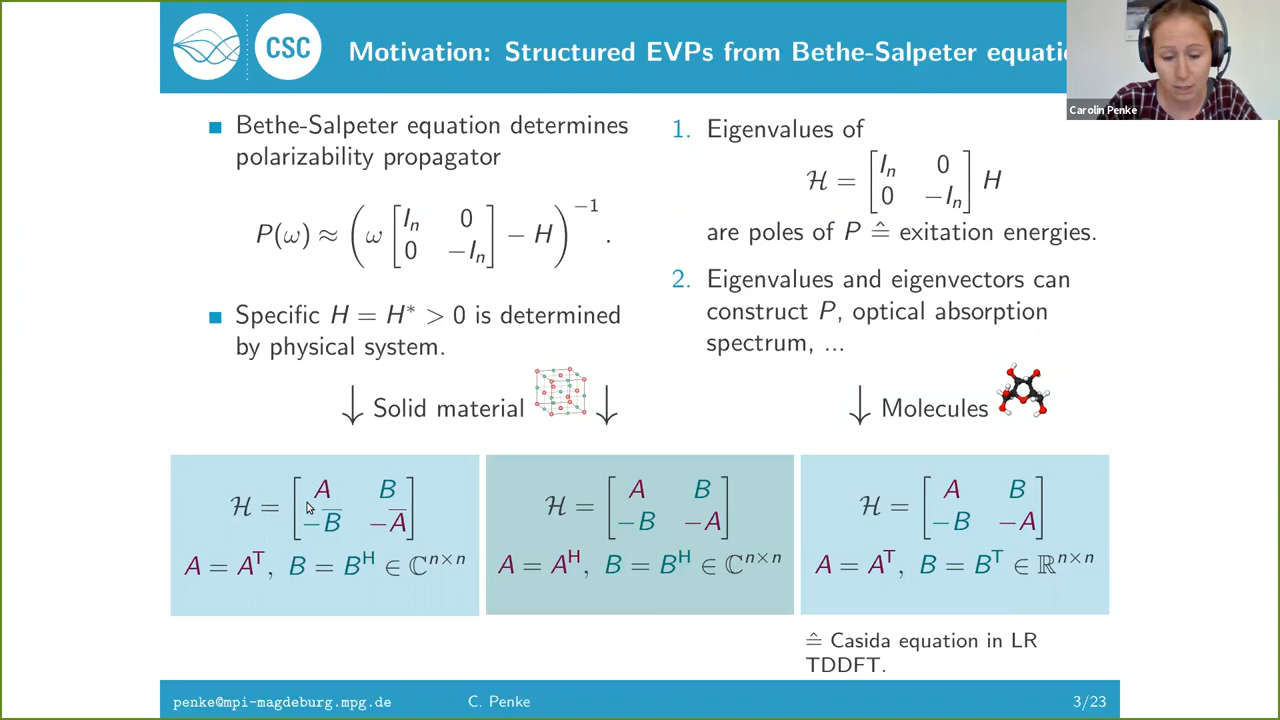 CSC
Motivation: Structured EVPs from Bethe-Salpeter equatio
Carolin Penke
■ Bethe-Salpeter equation determines
polarizability propagator
P(ω) ≈ (ω [I_n 0; 0 −I_n] − H)^{−1}.
■ Specific H = H* > 0 is determined
by physical system.
1. Eigenvalues of
ℋ = [I_n 0; 0 −I_n] H
are poles of P ≙ exitation energies.
2. Eigenvalues and eigenvectors can
construct P, optical absorption
spectrum, ...
↓ Solid material ↓
↓ Molecules
ℋ = [A B; −B̅ −A̅]
A = A^T, B = B^H ∈ ℂ^{n×n}
ℋ = [A B; −B −A]
A = A^H, B = B^H ∈ ℂ^{n×n}
ℋ = [A B; −B −A]
A = A^T, B = B^T ∈ ℝ^{n×n}
≙ Casida equation in LR
TDDFT.
penke@mpi-magdeburg.mpg.de
C. Penke
3/23